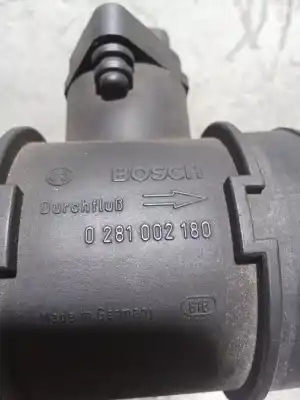 BOSCH
Durchfluß
0 281 002 180
Made in Germany